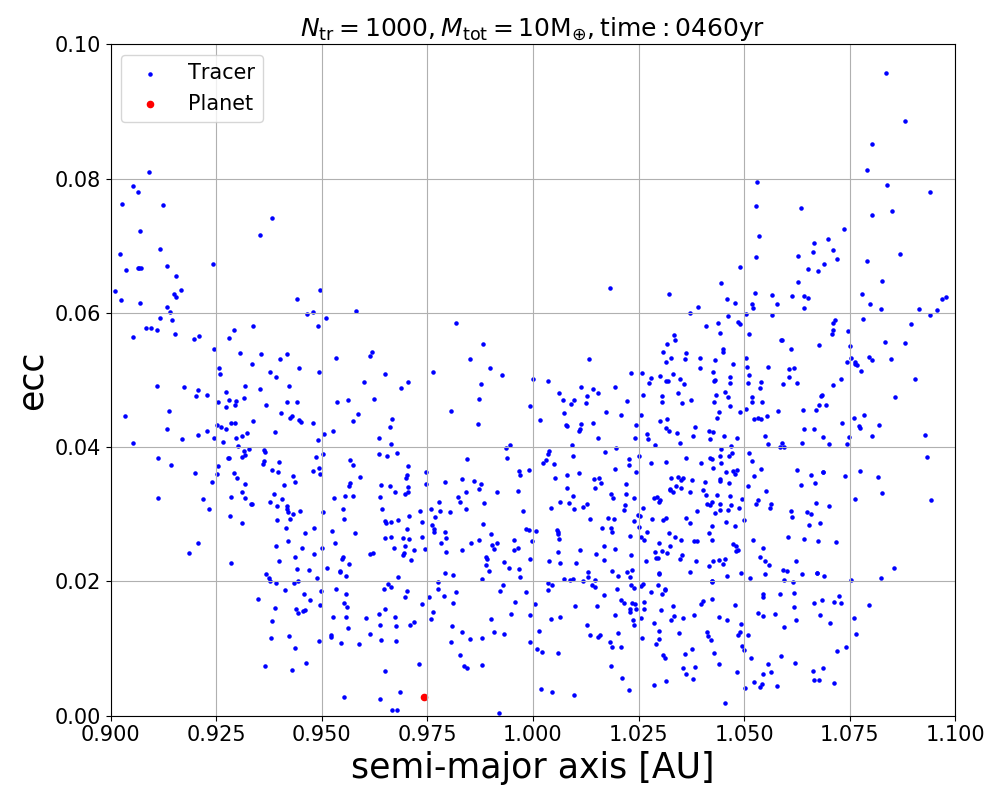 N_tr = 1000, M_tot = 10M_⊕, time : 0460yr
Tracer
Planet
ecc
0.10
0.08
0.06
0.04
0.02
0.00
0.900 0.925 0.950 0.975 1.000 1.025 1.050 1.075 1.100
semi-major axis [AU]